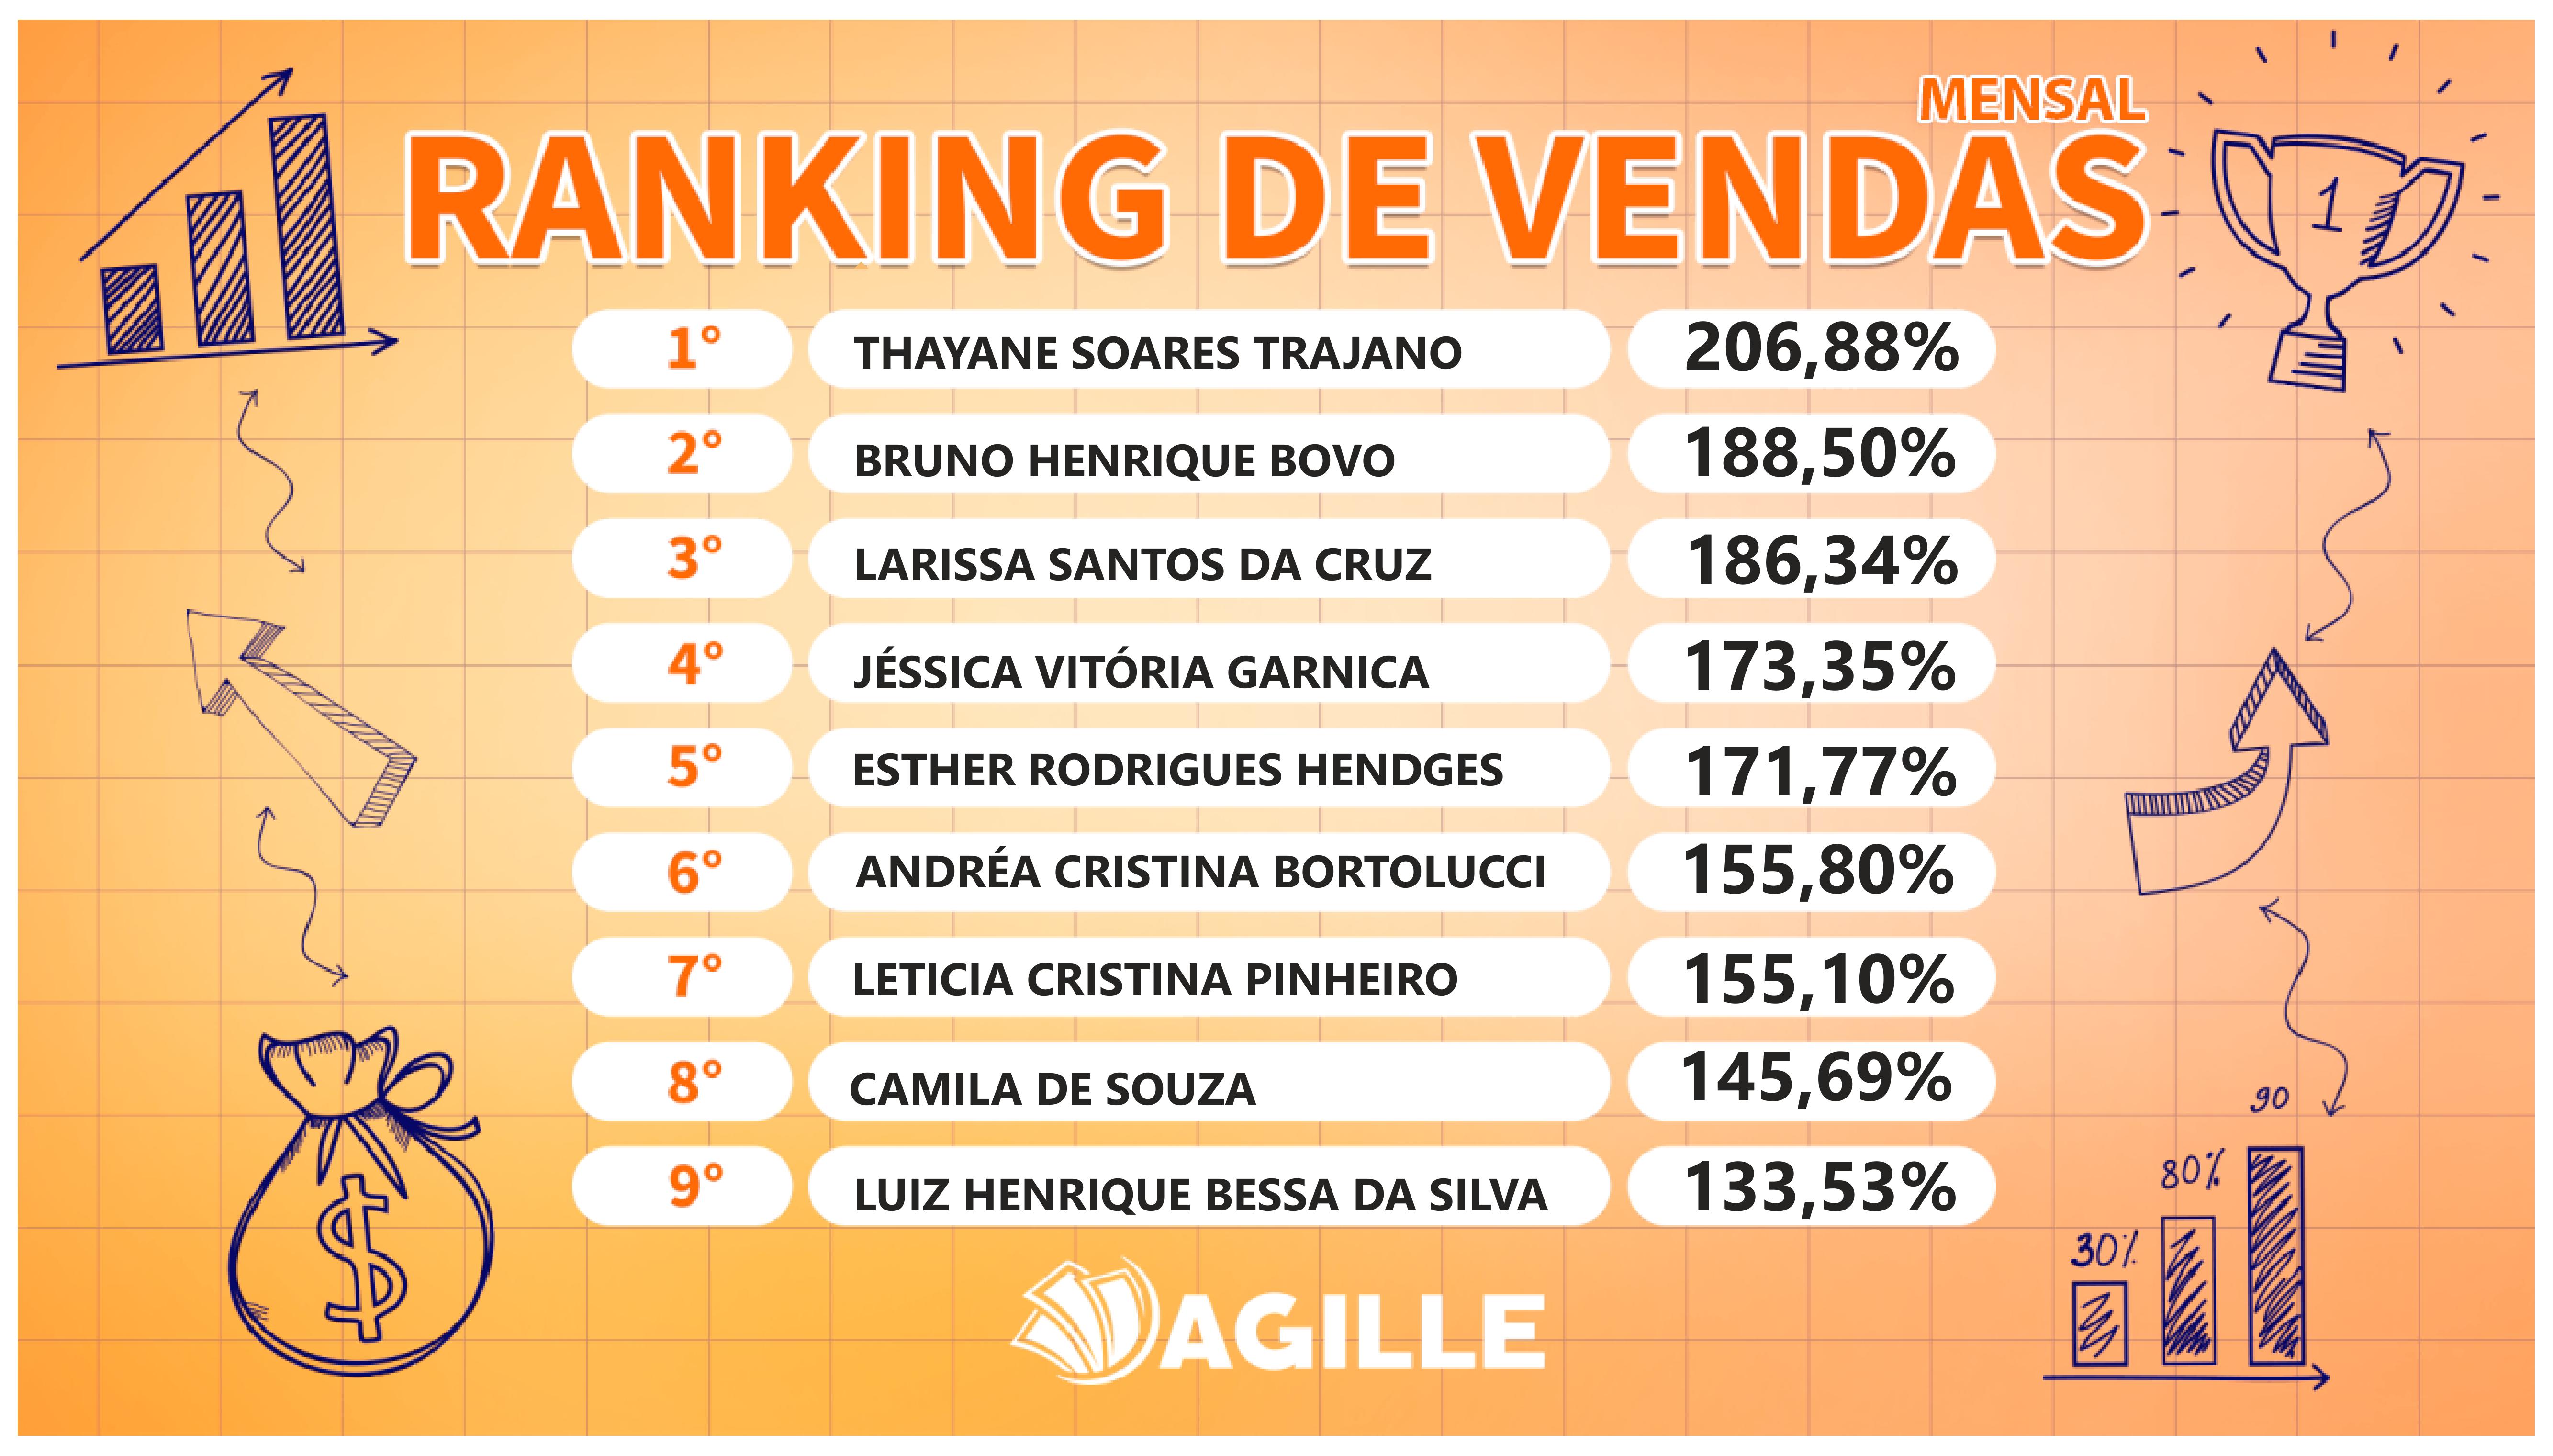 MENSAL
RANKING DE VENDAS
1
1° THAYANE SOARES TRAJANO 206,88%
2° BRUNO HENRIQUE BOVO 188,50%
3° LARISSA SANTOS DA CRUZ 186,34%
4° JÉSSICA VITÓRIA GARNICA 173,35%
5° ESTHER RODRIGUES HENDGES 171,77%
6° ANDRÉA CRISTINA BORTOLUCCI 155,80%
7° LETICIA CRISTINA PINHEIRO 155,10%
8° CAMILA DE SOUZA 145,69%
9° LUIZ HENRIQUE BESSA DA SILVA 133,53%
$
30%
80%
90
AGILLE